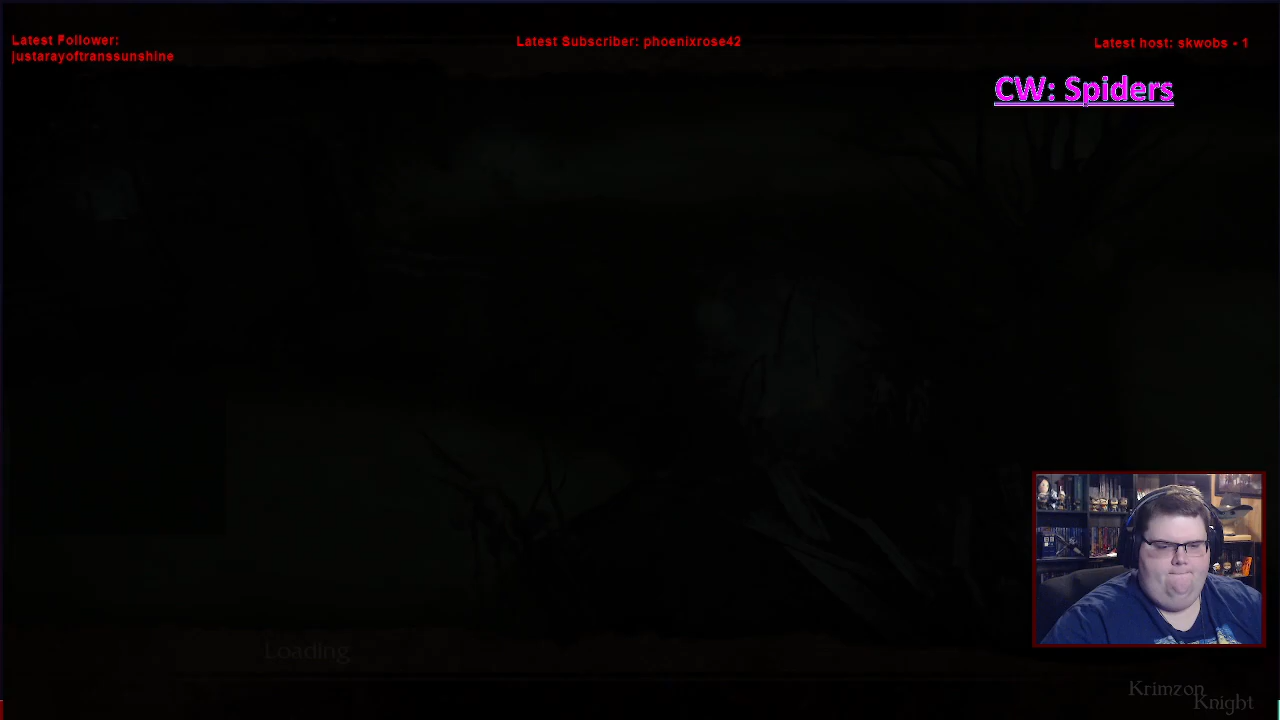 Latest Follower:
justarayoftranssunshine
Latest Subscriber: phoenixrose42
Latest host: skwobs - 1
CW: Spiders
Loading
Krimzon
Knight